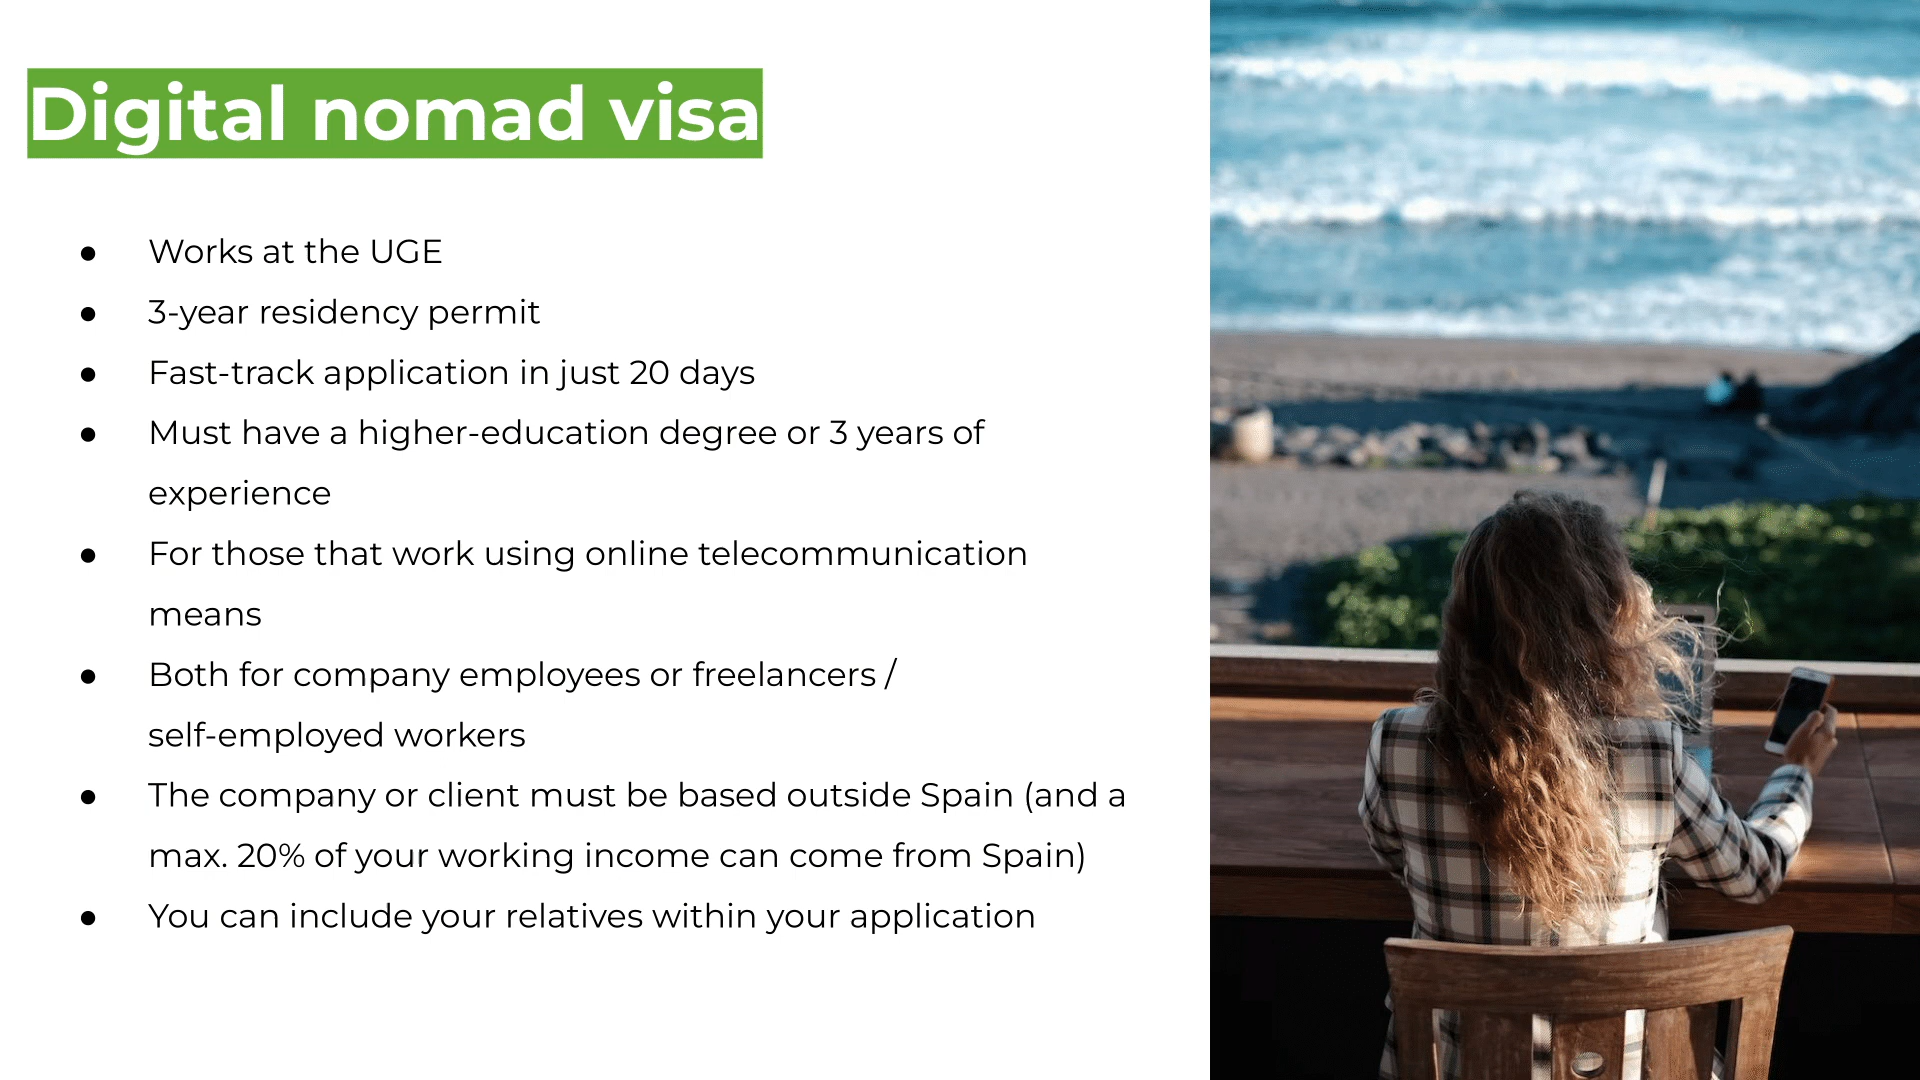 Digital nomad visa
● Works at the UGE
● 3-year residency permit
● Fast-track application in just 20 days
● Must have a higher-education degree or 3 years of
experience
● For those that work using online telecommunication
means
● Both for company employees or freelancers /
self-employed workers
● The company or client must be based outside Spain (and a
max. 20% of your working income can come from Spain)
● You can include your relatives within your application